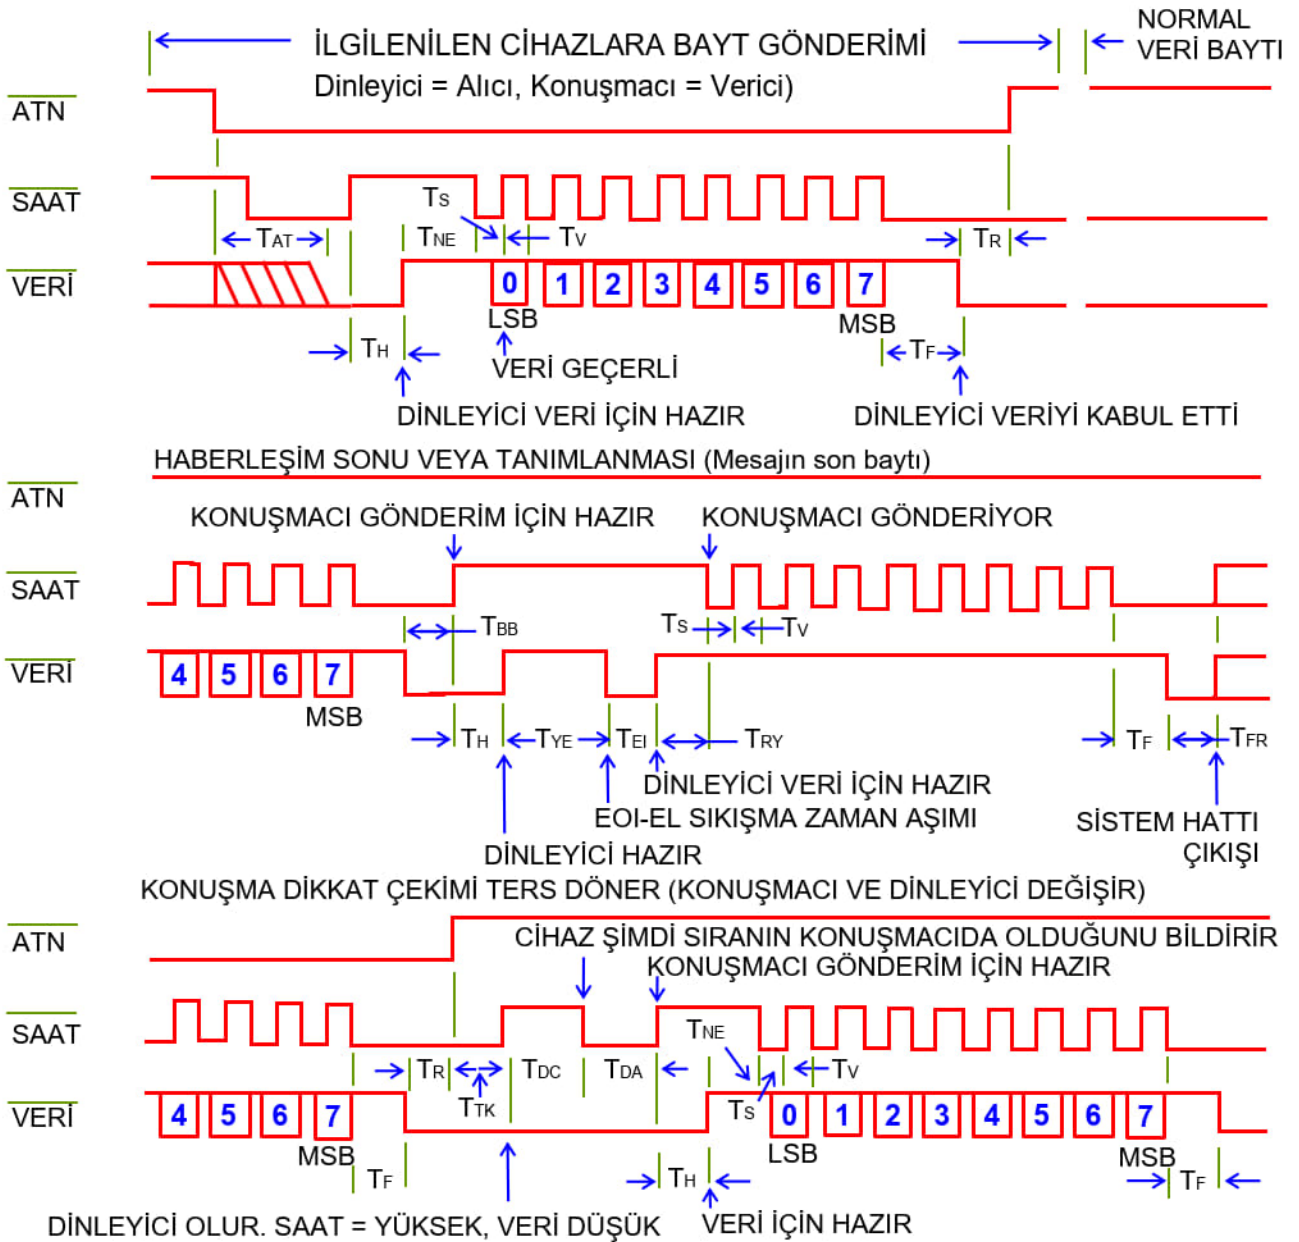 İLGİLENİLEN CİHAZLARA BAYT GÖNDERİMİ
NORMAL
VERİ BAYTI
Dinleyici = Alıcı, Konuşmacı = Verici)
ATN
SAAT
TS
TAT
TNE
TV
TR
VERİ
0 1 2 3 4 5 6 7
LSB
MSB
TH
TF
VERİ GEÇERLİ
DİNLEYİCİ VERİ İÇİN HAZIR
DİNLEYİCİ VERİYİ KABUL ETTİ
HABERLEŞİM SONU VEYA TANIMLANMASI (Mesajın son baytı)
ATN
KONUŞMACI GÖNDERİM İÇİN HAZIR
KONUŞMACI GÖNDERİYOR
SAAT
TBB
TS
TV
VERİ
4 5 6 7
MSB
TH
TYE
TEI
TRY
TF
TFR
DİNLEYİCİ VERİ İÇİN HAZIR
EOI-EL SIKIŞMA ZAMAN AŞIMI
SİSTEM HATTI
ÇIKIŞI
DİNLEYİCİ HAZIR
KONUŞMA DİKKAT ÇEKİMİ TERS DÖNER (KONUŞMACI VE DİNLEYİCİ DEĞİŞİR)
ATN
CİHAZ ŞİMDİ SIRANIN KONUŞMACIDA OLDUĞUNU BİLDİRİR
KONUŞMACI GÖNDERİM İÇİN HAZIR
SAAT
TNE
TR
TDC
TDA
TV
TTK
TS
VERİ
4 5 6 7
0 1 2 3 4 5 6 7
MSB
LSB
MSB
TF
TH
TF
DİNLEYİCİ OLUR. SAAT = YÜKSEK, VERİ DÜŞÜK
VERİ İÇİN HAZIR